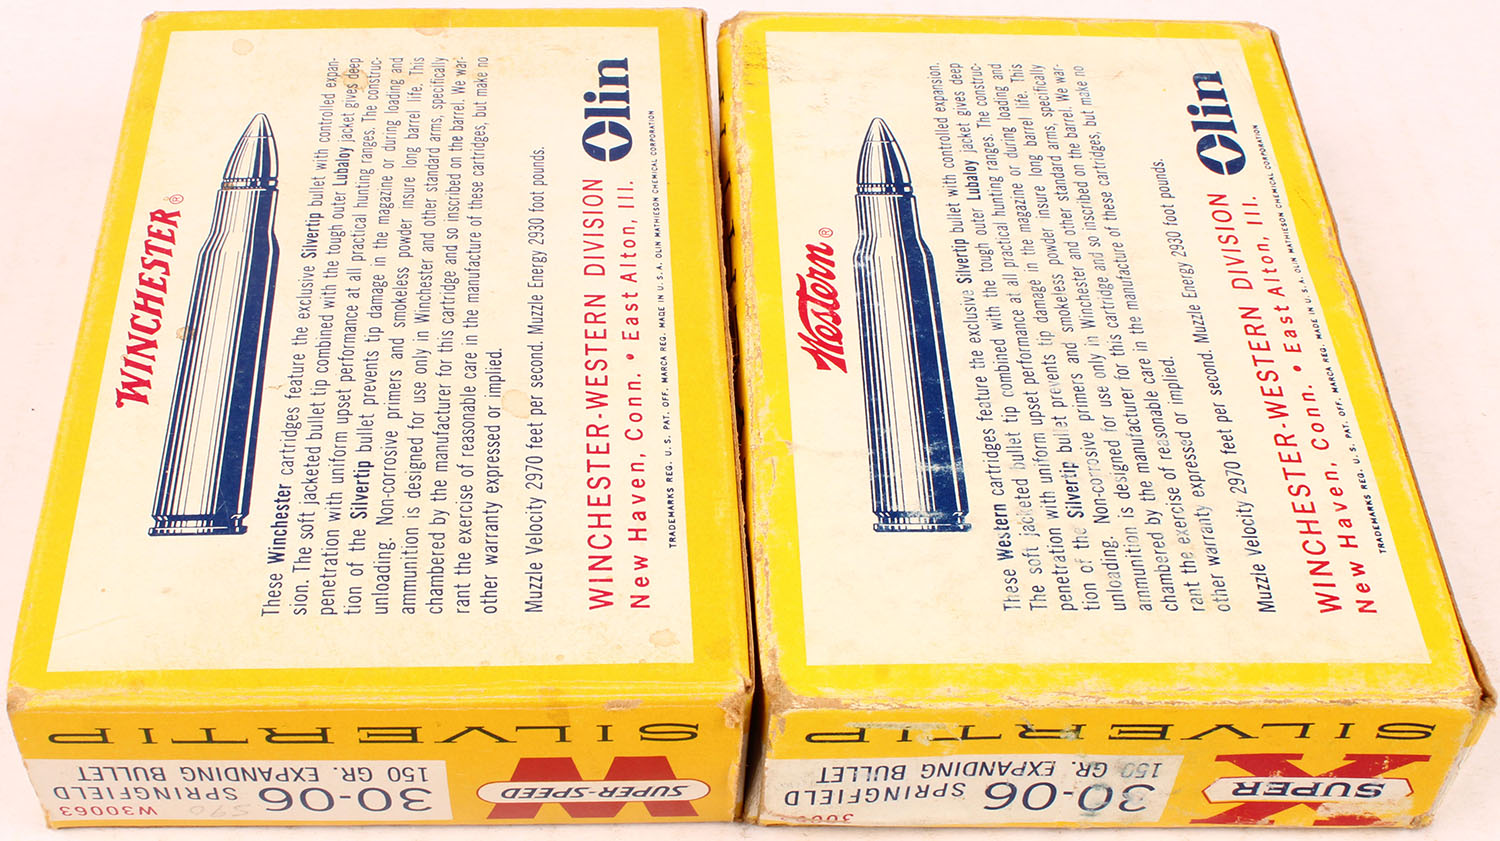 WINCHESTER®
These Winchester cartridges feature the exclusive Silvertip bullet with controlled expan-
sion. The soft jacketed bullet tip combined with the tough outer Lubaloy jacket gives deep
penetration with uniform upset performance at all practical hunting ranges. The construc-
tion of the Silvertip bullet prevents tip damage in the magazine or during loading and
unloading. Non-corrosive primers and smokeless powder insure long barrel life. This
ammunition is designed for use only in Winchester and other standard arms, specifically
chambered by the manufacturer for this cartridge and so inscribed on the barrel. We war-
rant the exercise of reasonable care in the manufacture of these cartridges, but make no
other warranty expressed or implied.
Muzzle Velocity 2970 feet per second. Muzzle Energy 2930 foot pounds.
WINCHESTER-WESTERN DIVISION
New Haven, Conn. • East Alton, Ill.
Olin
TRADEMARKS REG. U.S. PAT. OFF. MARCA REG. MADE IN U.S.A. OLIN MATHIESON CHEMICAL CORPORATION
SILVERTIP
W
SUPER-SPEED
W30063
30-06 SPRINGFIELD
150 GR. EXPANDING BULLET
Western®
These Western cartridges feature the exclusive Silvertip bullet with controlled expansion.
The soft jacketed bullet tip combined with the tough outer Lubaloy jacket gives deep
penetration with uniform upset performance at all practical hunting ranges. The construc-
tion of the Silvertip bullet prevents tip damage in the magazine or during loading and
unloading. Non-corrosive primers and smokeless powder insure long barrel life. This
ammunition is designed for use only in Winchester and other standard arms, specifically
chambered by the manufacturer for this cartridge and so inscribed on the barrel. We war-
rant the exercise of reasonable care in the manufacture of these cartridges, but make no
other warranty expressed or implied.
Muzzle Velocity 2970 feet per second. Muzzle Energy 2930 foot pounds.
WINCHESTER-WESTERN DIVISION
New Haven, Conn. • East Alton, Ill.
Olin
TRADEMARKS REG. U.S. PAT. OFF. MARCA REG. MADE IN U.S.A. OLIN MATHIESON CHEMICAL CORPORATION
SILVERTIP
X
SUPER
30-06 SPRINGFIELD
150 GR. EXPANDING BULLET